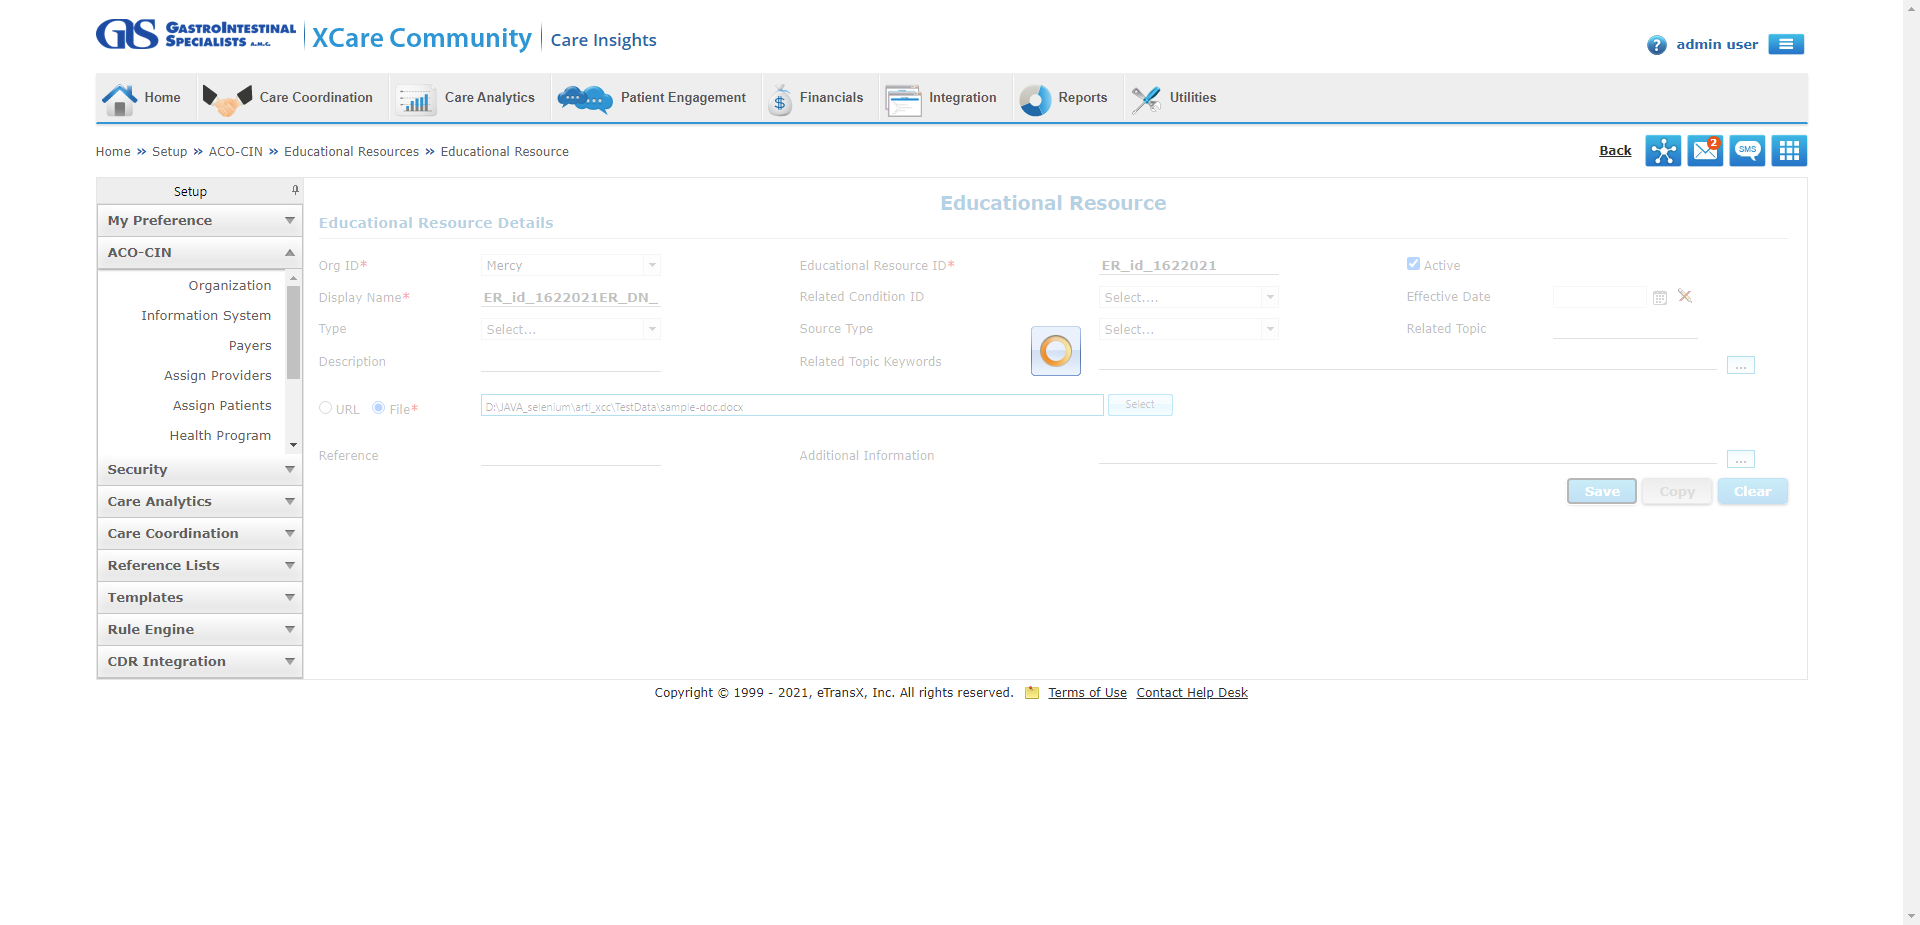 GIS GASTROINTESTINAL SPECIALISTS A.M.C. XCare Community Care Insights
? admin user
Home Care Coordination Care Analytics Patient Engagement Financials Integration Reports Utilities
Home » Setup » ACO-CIN » Educational Resources » Educational Resource
Back 2 SMS
Setup
My Preference
ACO-CIN
Organization
Information System
Payers
Assign Providers
Assign Patients
Health Program
Security
Care Analytics
Care Coordination
Reference Lists
Templates
Rule Engine
CDR Integration
Educational Resource
Educational Resource Details
Org ID* Mercy Educational Resource ID* ER_id_1622021 Active
Display Name* ER_id_1622021ER_DN_ Related Condition ID Select.... Effective Date
Type Select... Source Type Select... Related Topic
Description Related Topic Keywords ...
URL File* D:\JAVA_selenium\arti_xcc\TestData\sample-doc.docx Select
Reference Additional Information ...
Save Copy Clear
Copyright © 1999 - 2021, eTransX, Inc. All rights reserved. Terms of Use Contact Help Desk